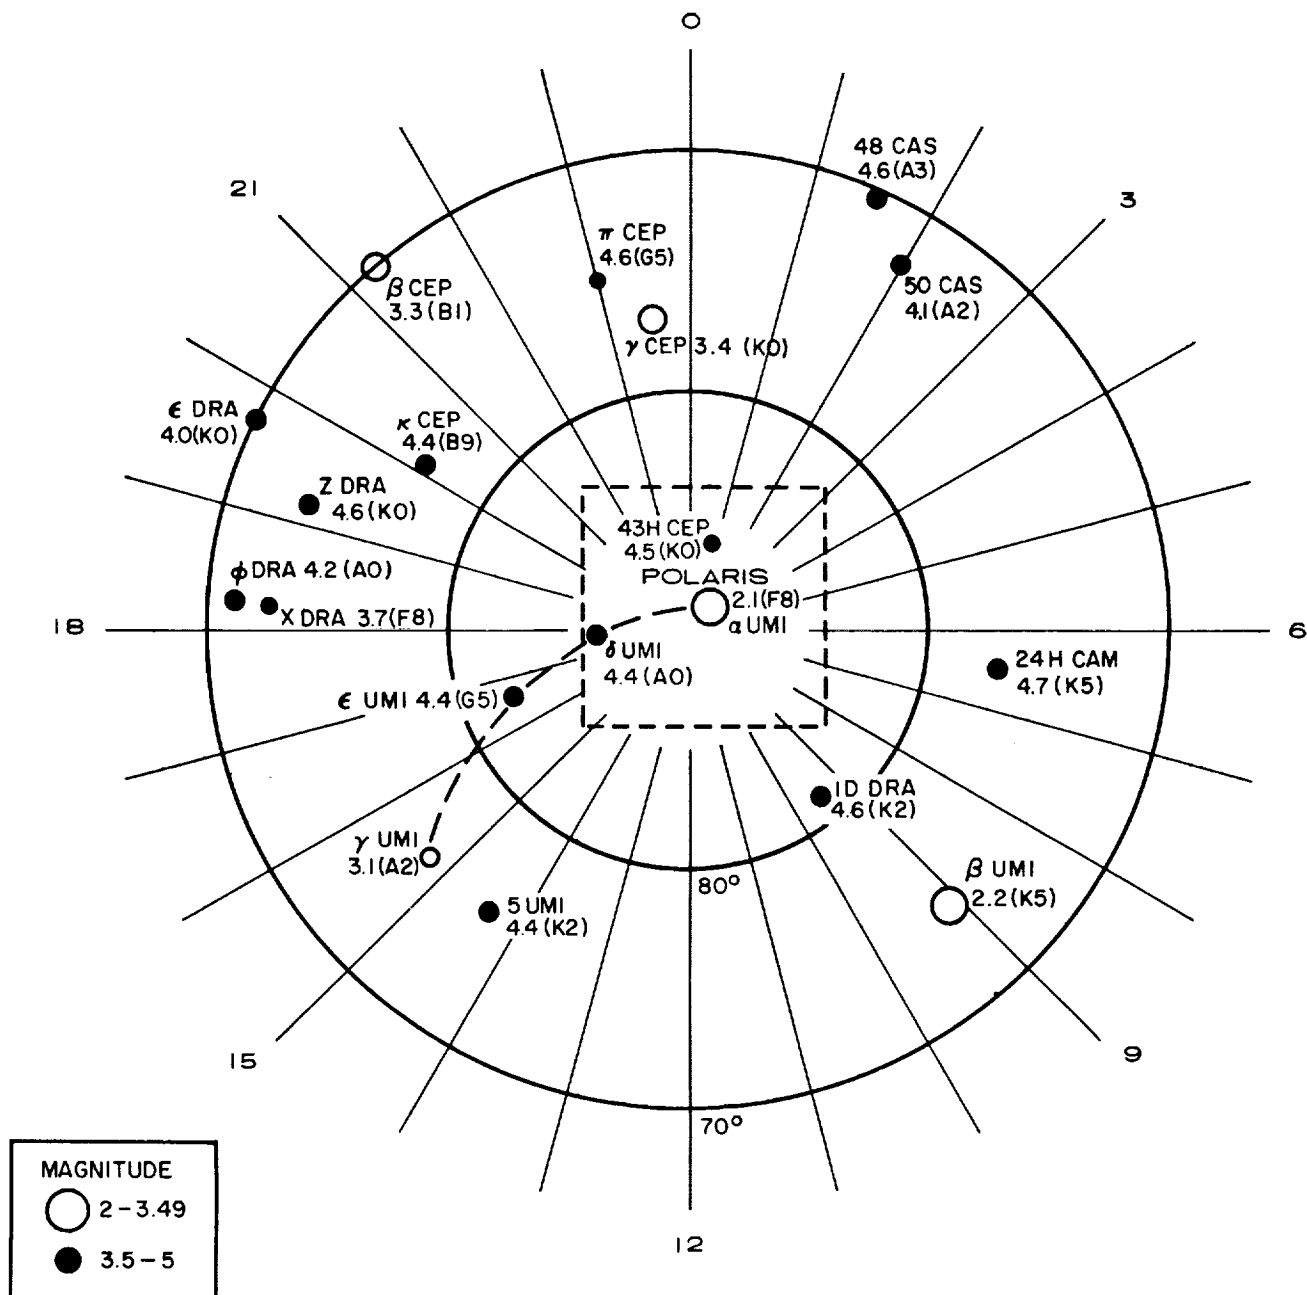 0
48 CAS
4.6(A3)
21
3
π CEP
4.6(G5)
β CEP
3.3(B1)
50 CAS
4.1(A2)
γ CEP 3.4 (K0)
ϵ DRA
4.0(K0)
κ CEP
4.4(B9)
Z DRA
4.6(K0)
43H CEP
4.5(K0)
POLARIS
2.1(F8)
α UMI
ϕ DRA 4.2 (A0)
X DRA 3.7(F8)
18
6
δ UMI
4.4(A0)
24H CAM
4.7(K5)
ϵ UMI 4.4(G5)
1D DRA
4.6(K2)
γ UMI
3.1(A2)
β UMI
2.2(K5)
80°
5 UMI
4.4(K2)
15
9
70°
12
MAGNITUDE
2-3.49
3.5-5